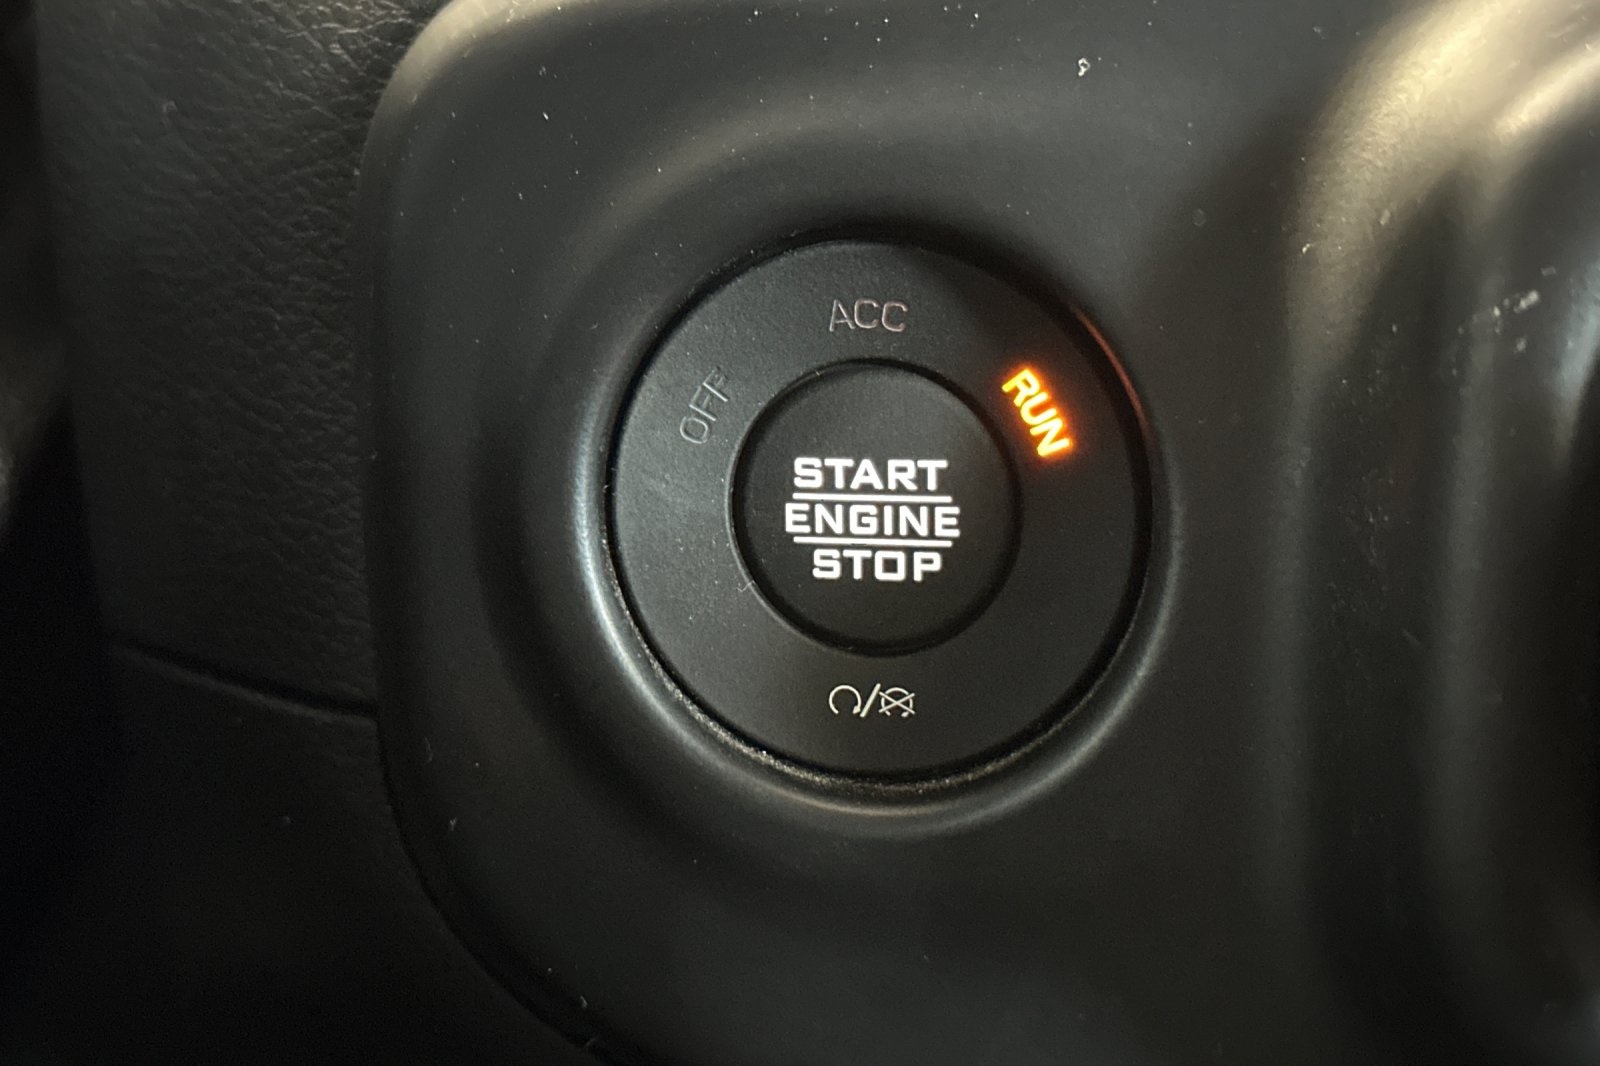 ACC
OFF
RUN
START
ENGINE
STOP